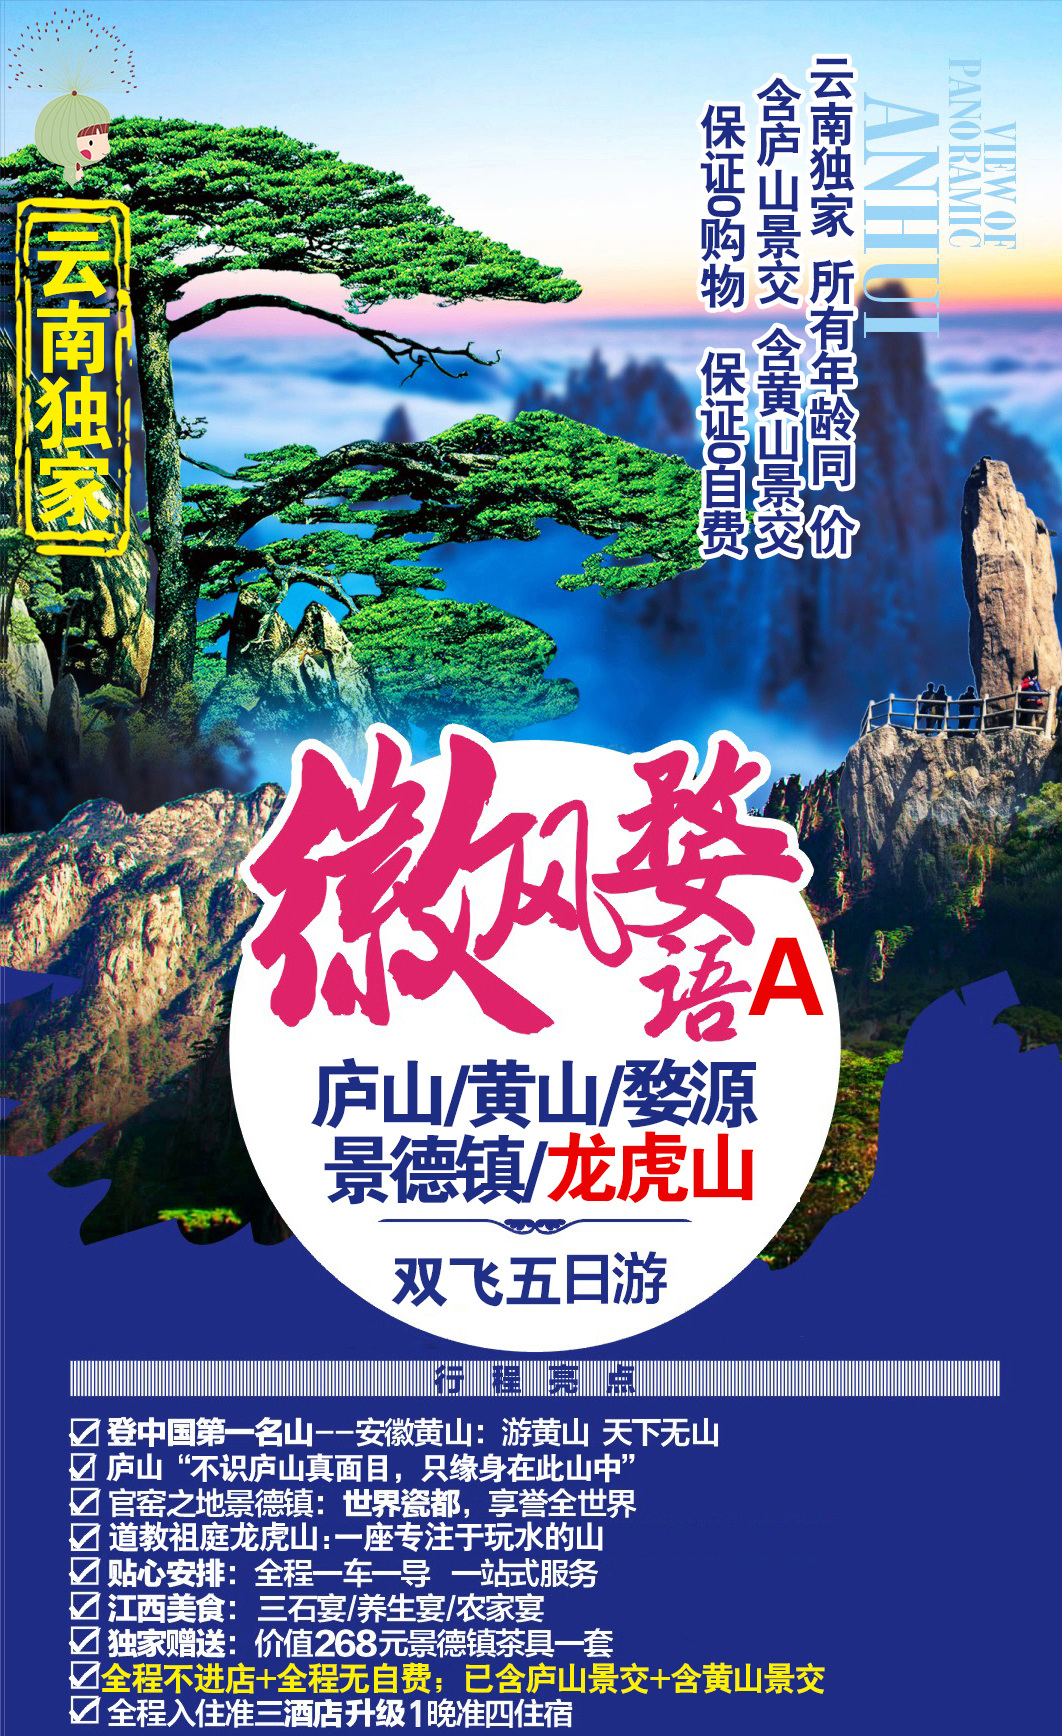 云南独家
云南独家 所有年龄同 价
含庐山景交 含黄山景交
保证0购物 保证0自费
VIEW OF
PANORAMIC
ANHUI
徽风婺语A
庐山/黄山/婺源
景德镇/龙虎山
双飞五日游
行程亮点
登中国第一名山--安徽黄山：游黄山 天下无山
庐山“不识庐山真面目，只缘身在此山中”
官窑之地景德镇：世界瓷都，享誉全世界
道教祖庭龙虎山:一座专注于玩水的山
贴心安排：全程一车一导 一站式服务
江西美食：三石宴/养生宴/农家宴
独家赠送：价值268元景德镇茶具一套
全程不进店+全程无自费；已含庐山景交+含黄山景交
全程入住准三酒店升级1晚准四住宿